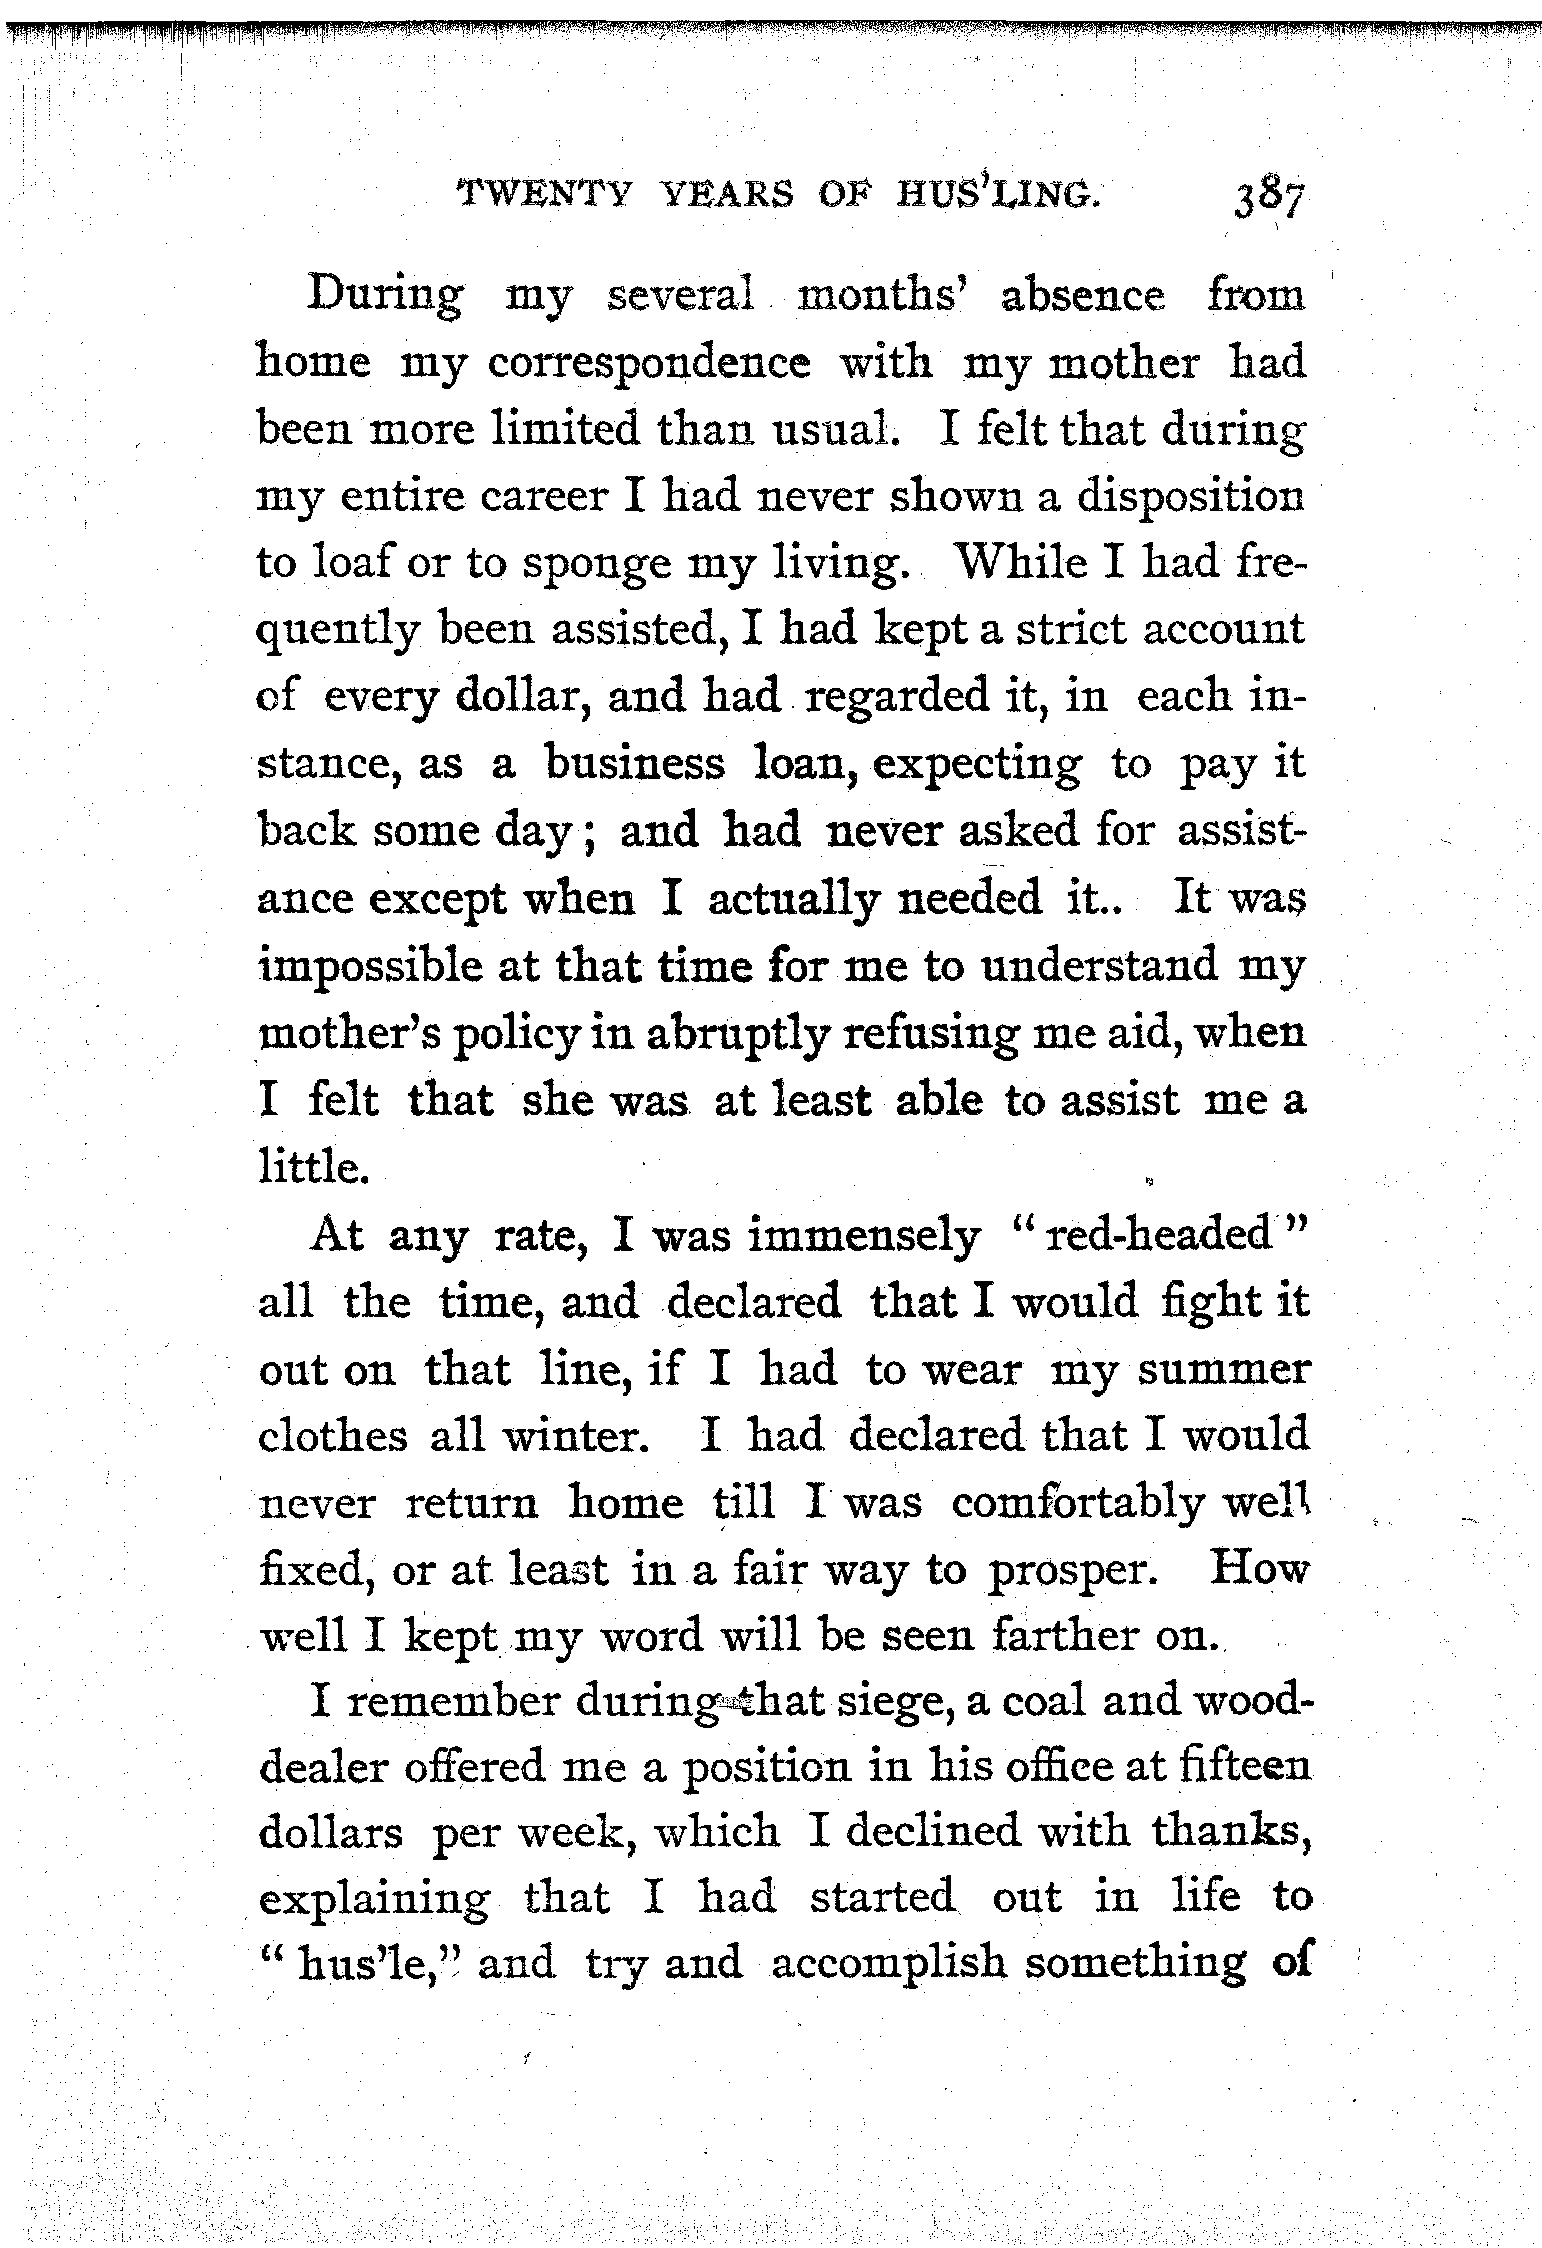 TWENTY YEARS OF HUS'LING. 387
During my several months' absence from
home my correspondence with my mother had
been more limited than usual. I felt that during
my entire career I had never shown a disposition
to loaf or to sponge my living. While I had fre-
quently been assisted, I had kept a strict account
of every dollar, and had regarded it, in each in-
stance, as a business loan, expecting to pay it
back some day; and had never asked for assist-
ance except when I actually needed it.. It was
impossible at that time for me to understand my
mother's policy in abruptly refusing me aid, when
I felt that she was at least able to assist me a
little.
At any rate, I was immensely "red-headed"
all the time, and declared that I would fight it
out on that line, if I had to wear my summer
clothes all winter. I had declared that I would
never return home till I was comfortably well
fixed, or at least in a fair way to prosper. How
well I kept my word will be seen farther on.
I remember during that siege, a coal and wood-
dealer offered me a position in his office at fifteen
dollars per week, which I declined with thanks,
explaining that I had started out in life to
"hus'le," and try and accomplish something of